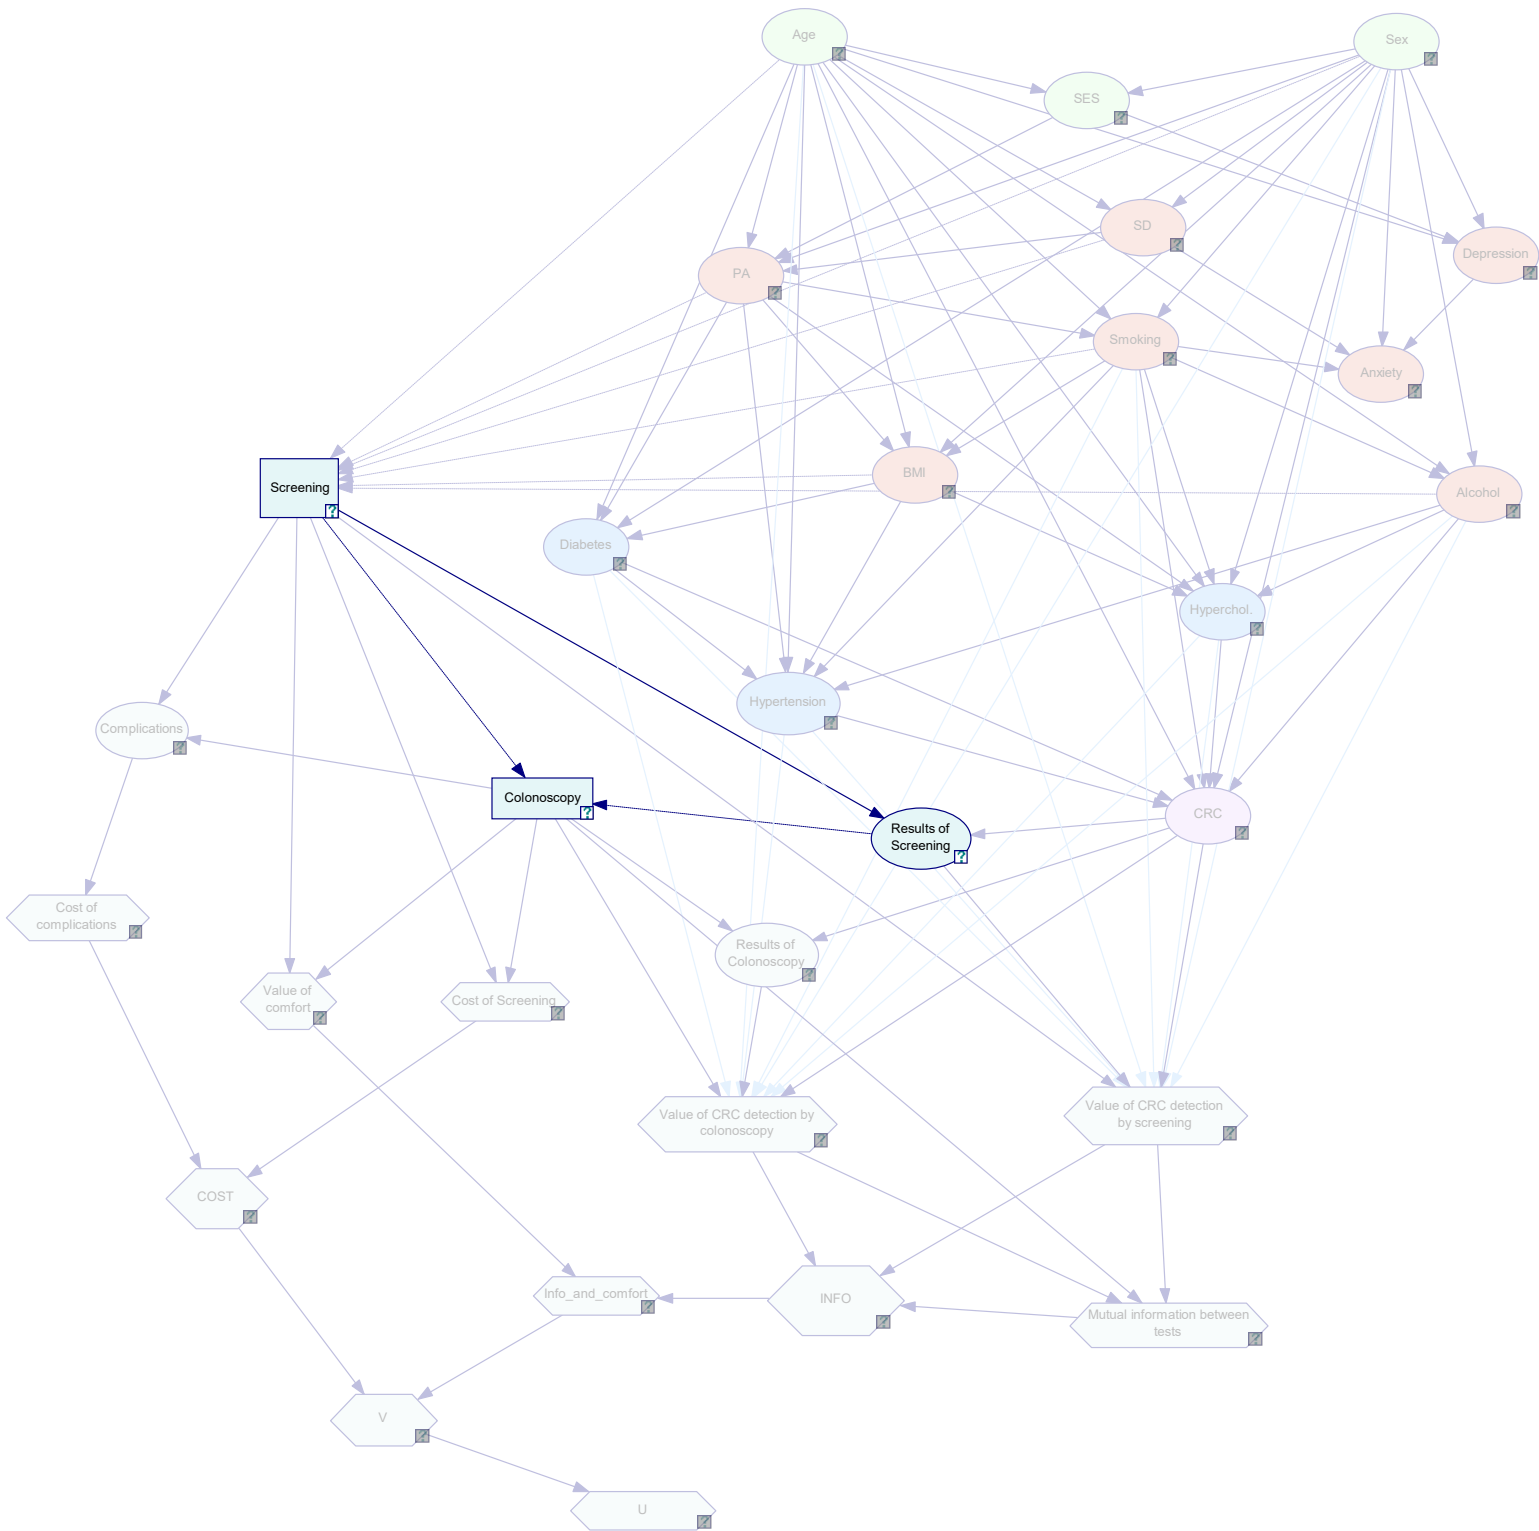 Age
Sex
SES
SD
Depression
PA
Smoking
Anxiety
BMI
Screening
Alcohol
Diabetes
Hyperchol.
Hypertension
Complications
Colonoscopy
CRC
Results of
Screening
Cost of
complications
Results of
Colonoscopy
Value of
comfort
Cost of Screening
Value of CRC detection by
colonoscopy
Value of CRC detection
by screening
COST
Info_and_comfort
INFO
Mutual information between
tests
V
U